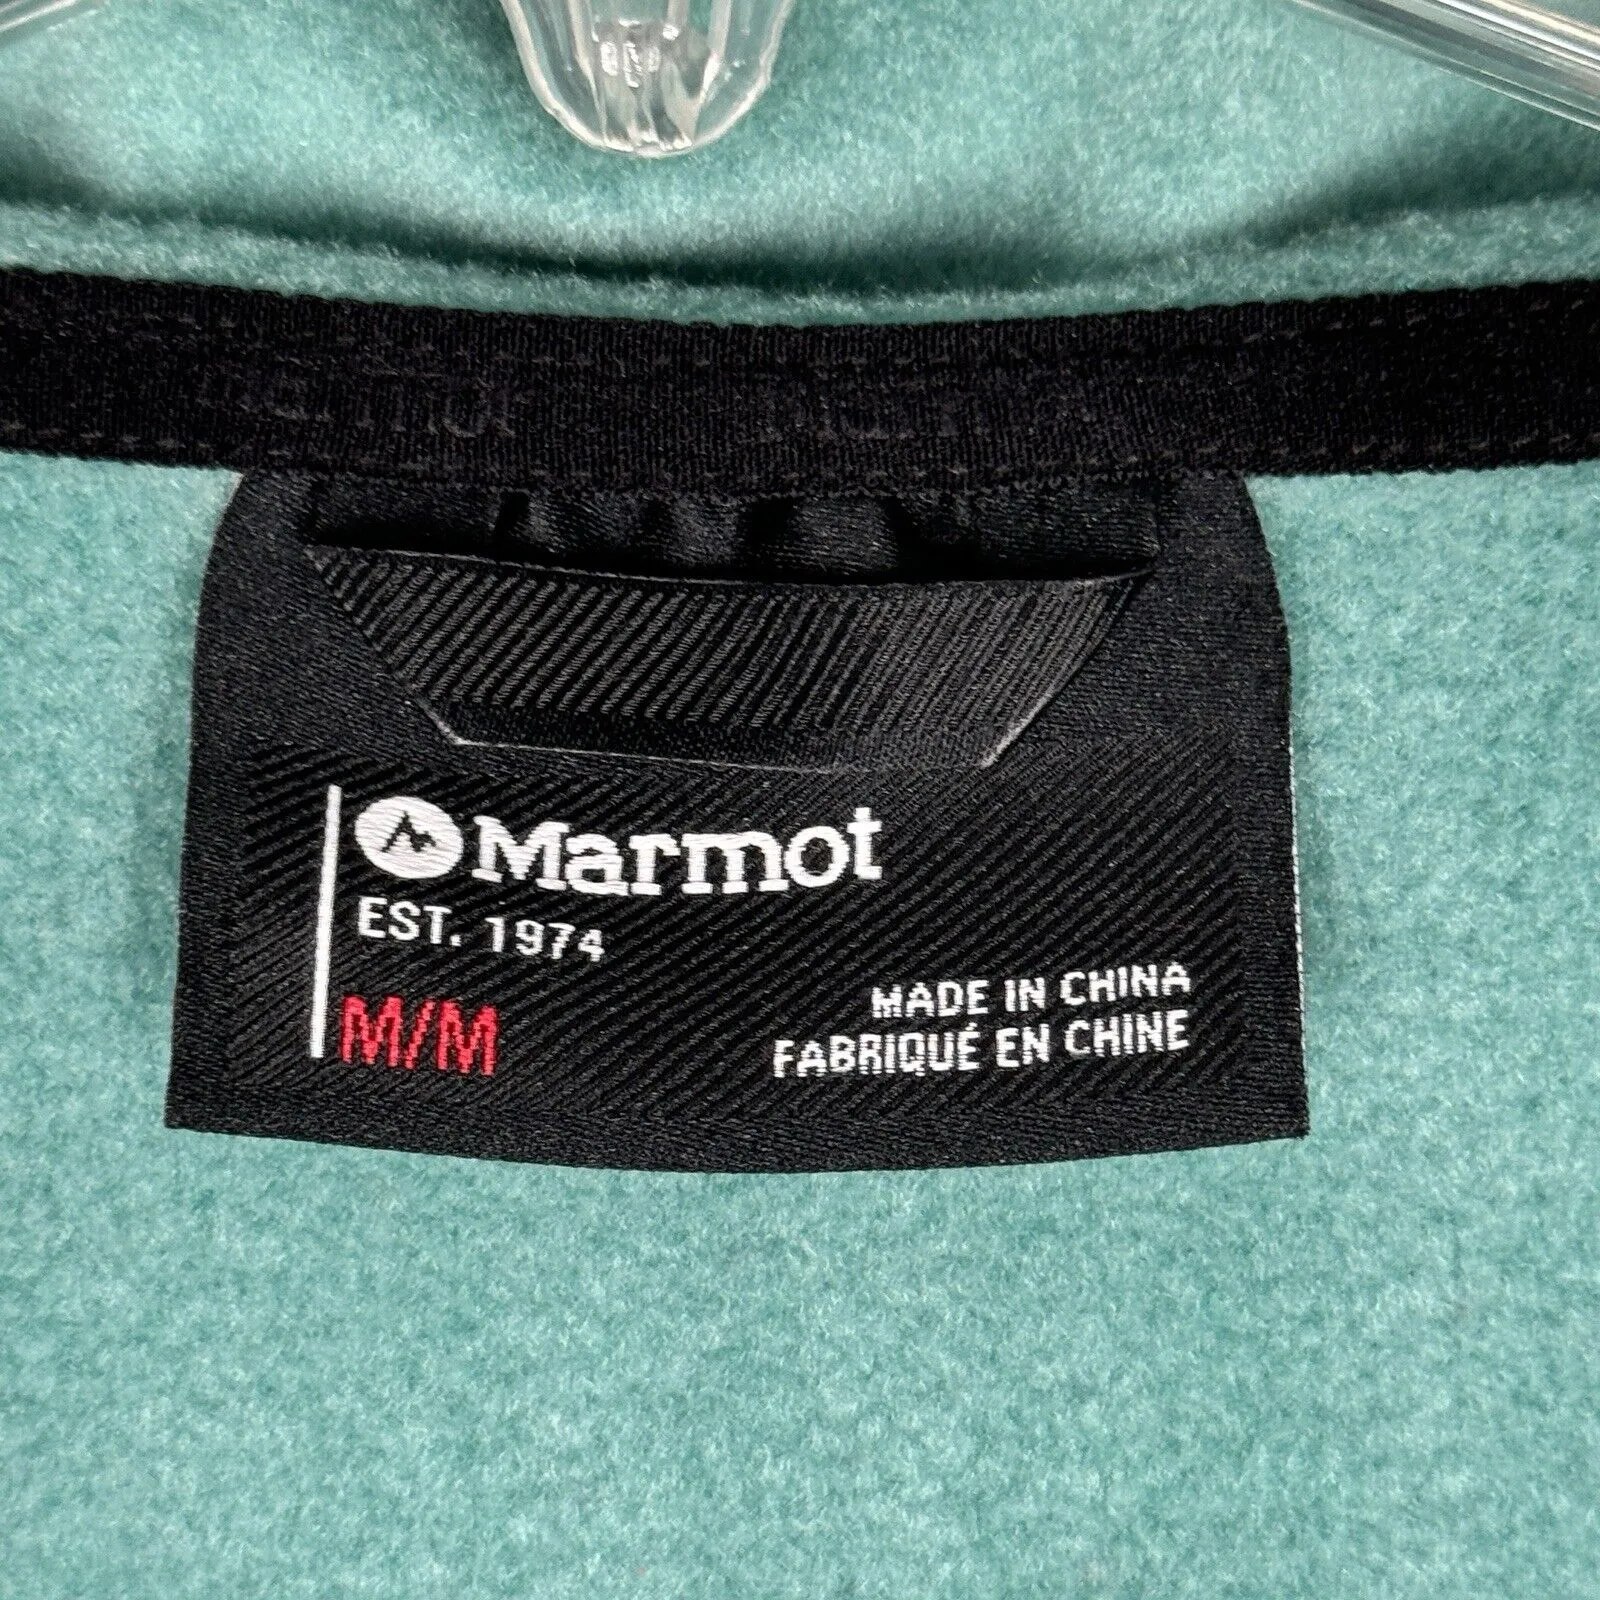 Marmot
EST. 1974
M/M
MADE IN CHINA
FABRIQUÉ EN CHINE